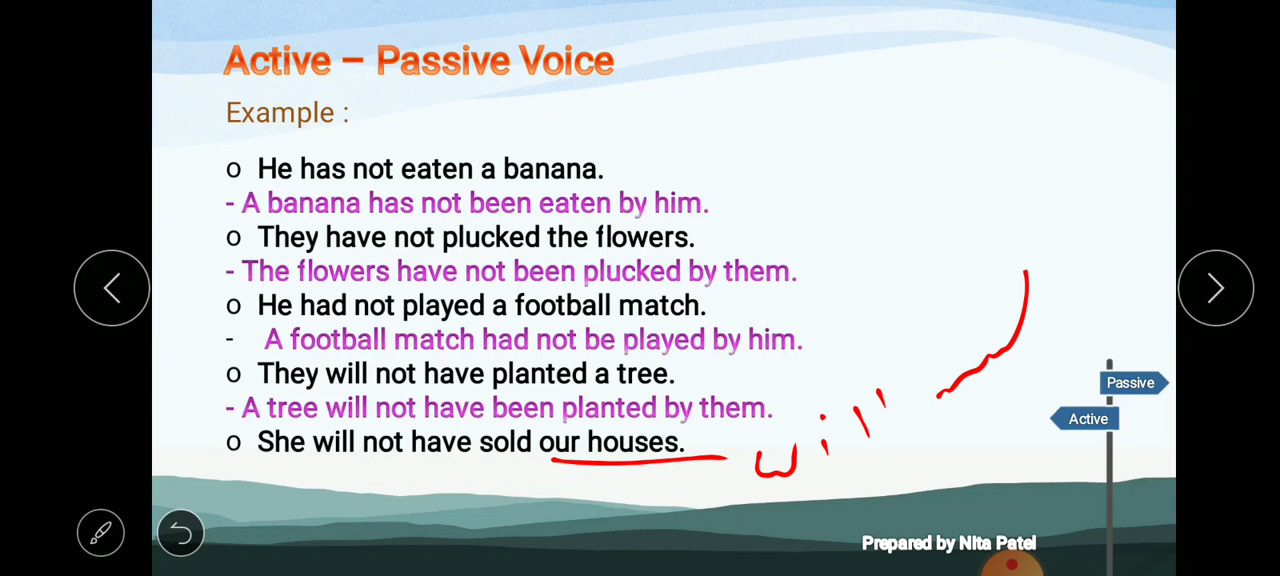 Active – Passive Voice
Example :
o He has not eaten a banana.
- A banana has not been eaten by him.
o They have not plucked the flowers.
- The flowers have not been plucked by them.
o He had not played a football match.
- A football match had not be played by him.
o They will not have planted a tree.
- A tree will not have been planted by them.
o She will not have sold our houses.
will
Passive
Active
Prepared by Nita Patel